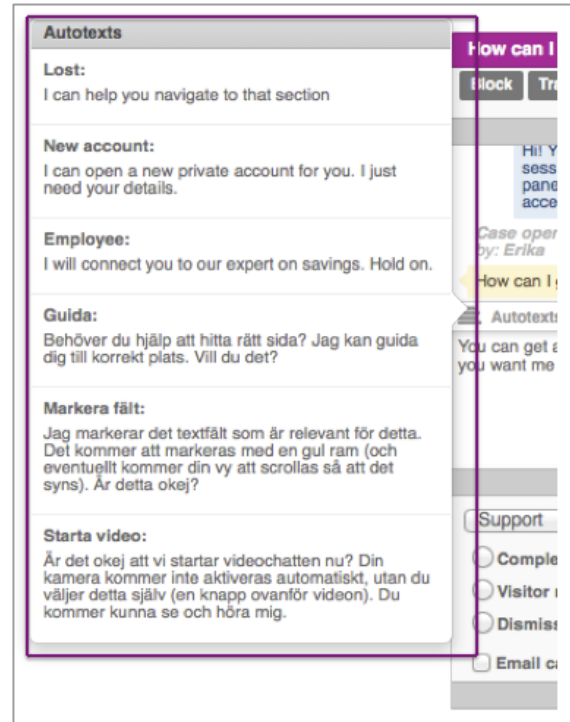 Autotexts
Lost:
I can help you navigate to that section
New account:
I can open a new private account for you. I just
need your details.
Employee:
I will connect you to our expert on savings. Hold on.
Guida:
Behöver du hjälp att hitta rätt sida? Jag kan guida
dig till korrekt plats. Vill du det?
Markera fält:
Jag markerar det textfält som är relevant för detta.
Det kommer att markeras med en gul ram (och
eventuellt kommer din vy att scrollas så att det
syns). Är detta okej?
Starta video:
Är det okej att vi startar videochatten nu? Din
kamera kommer inte aktiveras automatiskt, utan du
väljer detta själv (en knapp ovanför videon). Du
kommer kunna se och höra mig.
How can I
Block
Hi! Y
sess
pane
acce
Case oper
by: Erika
How can I
Autotexts
You can get a
you want me
Support
Comple
Visitor
Dismiss
Email ca